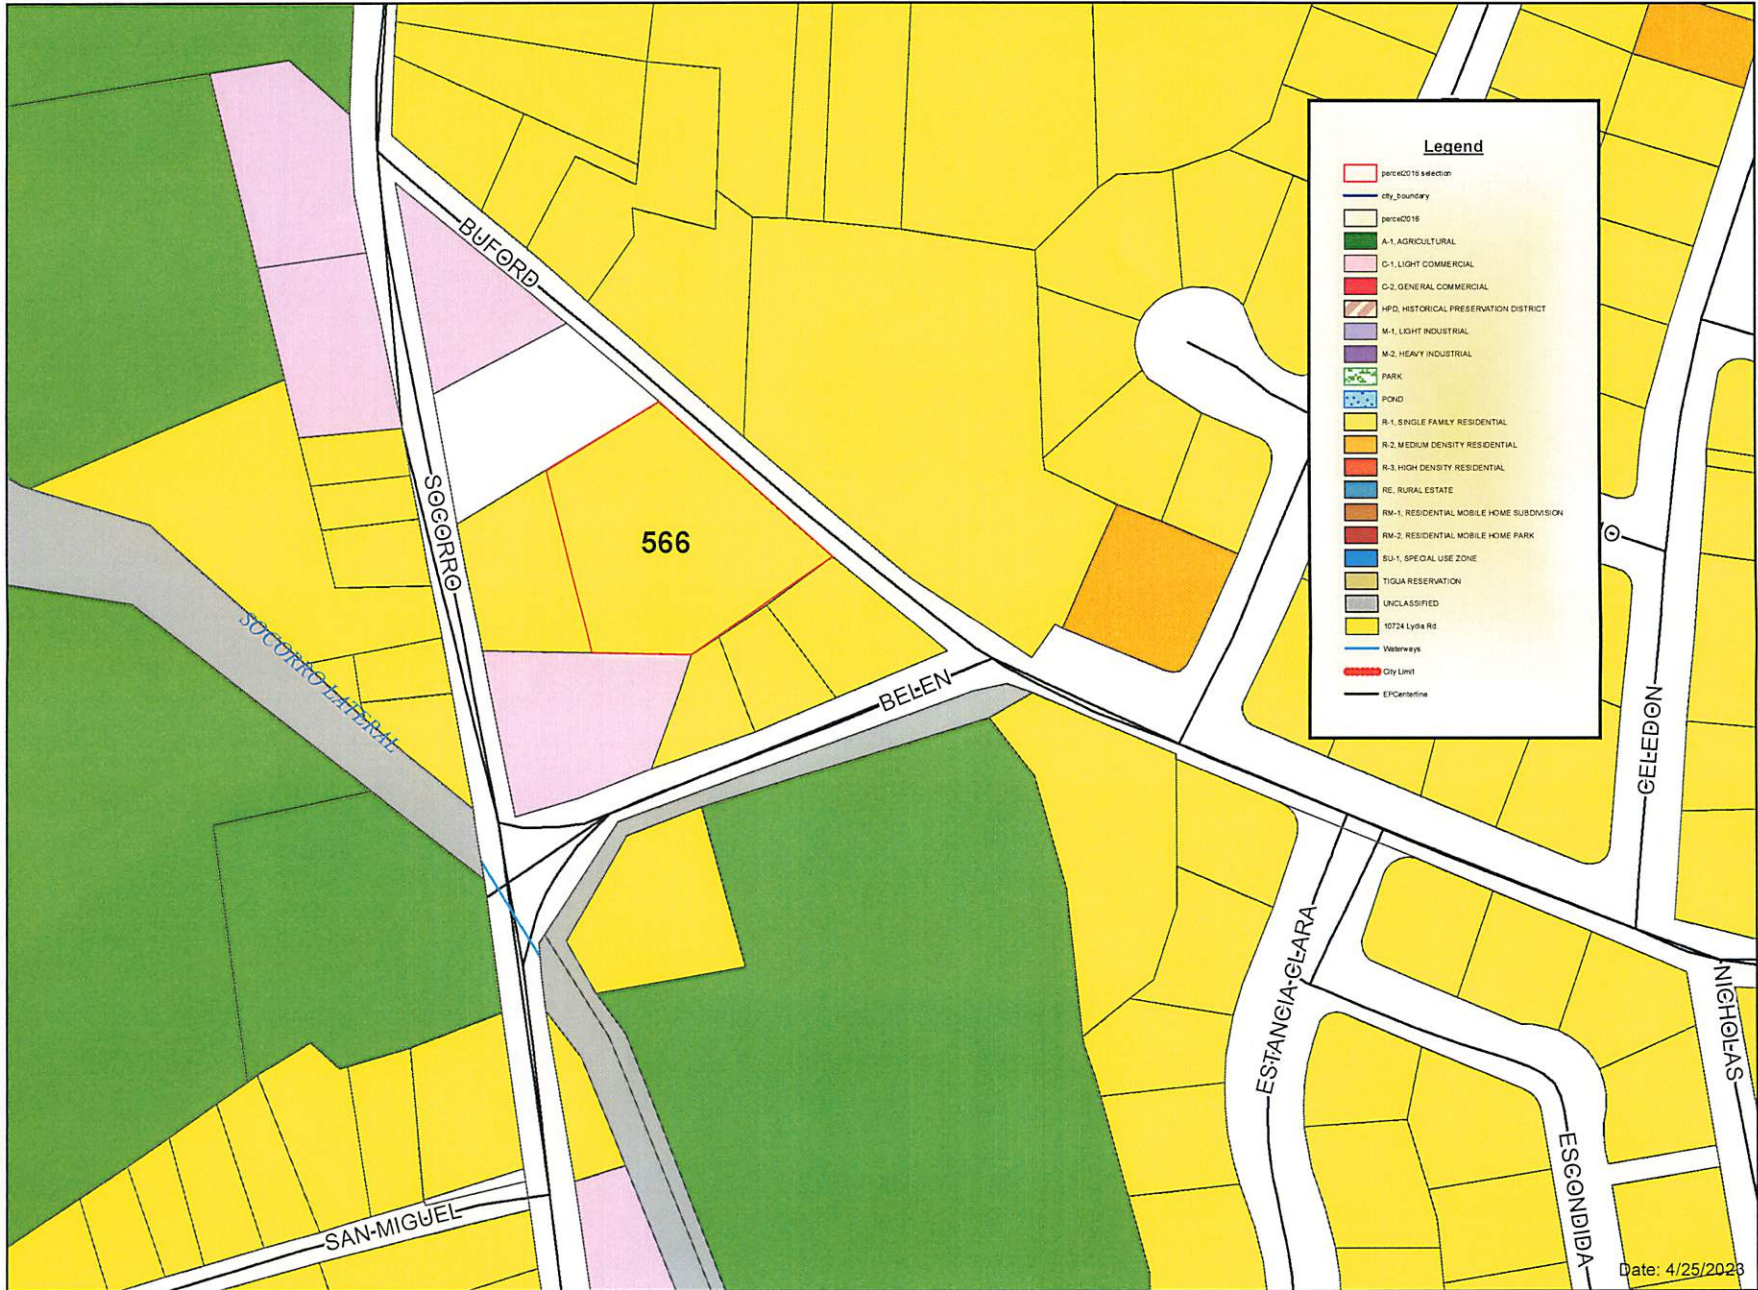 Legend
parcel2016 selection
city_boundary
parcel2016
A-1, AGRICULTURAL
C-1, LIGHT COMMERCIAL
C-2, GENERAL COMMERCIAL
HPD, HISTORICAL PRESERVATION DISTRICT
M-1, LIGHT INDUSTRIAL
M-2, HEAVY INDUSTRIAL
PARK
POND
R-1, SINGLE FAMILY RESIDENTIAL
R-2, MEDIUM DENSITY RESIDENTIAL
R-3, HIGH DENSITY RESIDENTIAL
RE, RURAL ESTATE
RM-1, RESIDENTIAL MOBILE HOME SUBDIVISION
RM-2, RESIDENTIAL MOBILE HOME PARK
SU-1, SPECIAL USE ZONE
TIGUA RESERVATION
UNCLASSIFIED
10724 Lydia Rd
Waterways
City Limit
EPCenterline
BUFORD
SOCORRO
566
SOCORRO LATERAL
BELEN
CELEDON
ESTANCIA CLARA
NICHOLAS
ESCONDIDA
SAN MIGUEL
Date: 4/25/2023